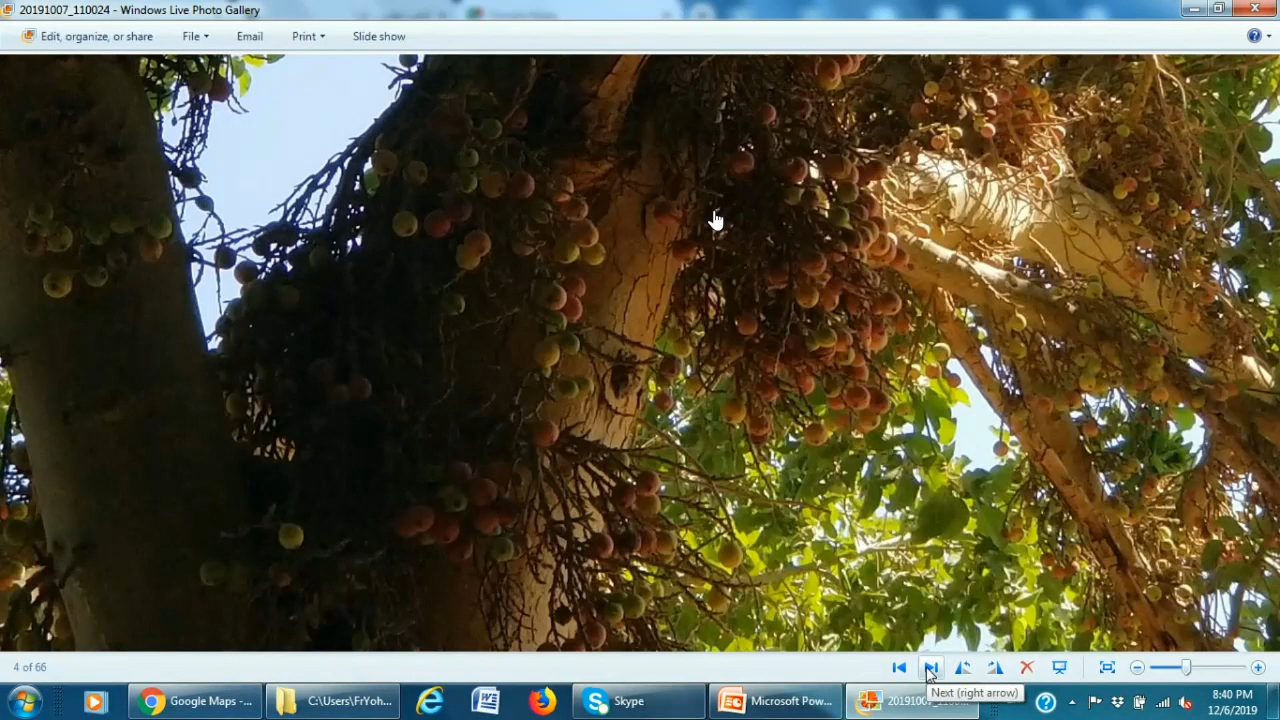 20191007_110024 - Windows Live Photo Gallery
Edit, organize, or share File Email Print Slide show
4 of 66
Next (right arrow)
Google Maps -...
C:\Users\FrYoh...
Skype
Microsoft Pow...
8:40 PM
12/6/2019